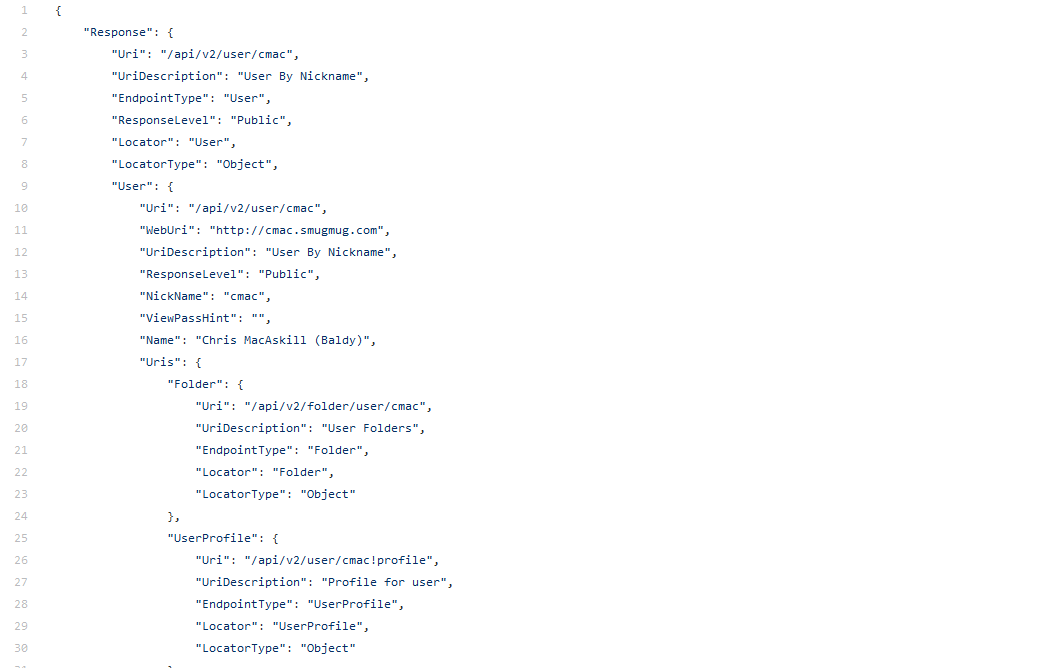 1 {
2 "Response": {
3 "Uri": "/api/v2/user/cmac",
4 "UriDescription": "User By Nickname",
5 "EndpointType": "User",
6 "ResponseLevel": "Public",
7 "Locator": "User",
8 "LocatorType": "Object",
9 "User": {
10 "Uri": "/api/v2/user/cmac",
11 "WebUri": "http://cmac.smugmug.com",
12 "UriDescription": "User By Nickname",
13 "ResponseLevel": "Public",
14 "NickName": "cmac",
15 "ViewPassHint": "",
16 "Name": "Chris MacAskill (Baldy)",
17 "Uris": {
18 "Folder": {
19 "Uri": "/api/v2/folder/user/cmac",
20 "UriDescription": "User Folders",
21 "EndpointType": "Folder",
22 "Locator": "Folder",
23 "LocatorType": "Object"
24 },
25 "UserProfile": {
26 "Uri": "/api/v2/user/cmac!profile",
27 "UriDescription": "Profile for user",
28 "EndpointType": "UserProfile",
29 "Locator": "UserProfile",
30 "LocatorType": "Object"